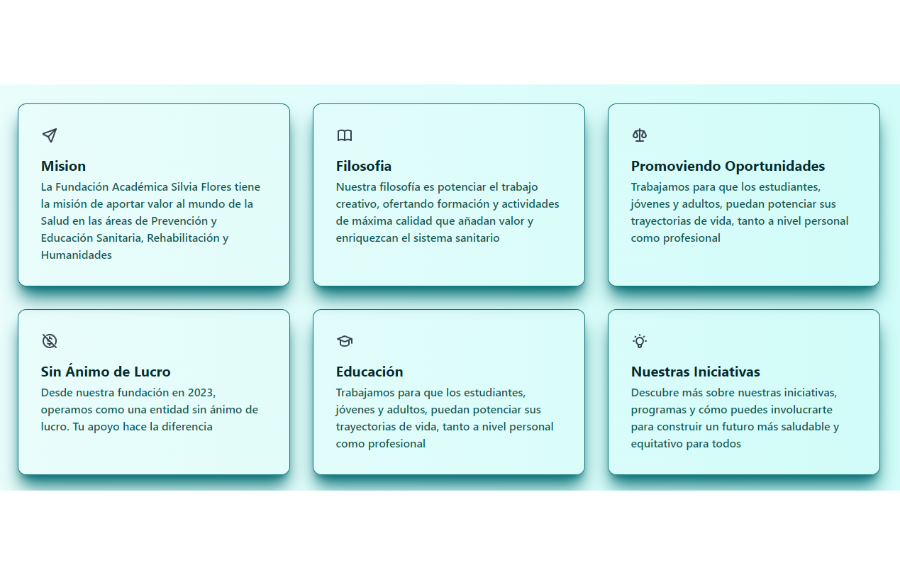 Mision
La Fundación Académica Silvia Flores tiene
la misión de aportar valor al mundo de la
Salud en las áreas de Prevención y
Educación Sanitaria, Rehabilitación y
Humanidades
Filosofia
Nuestra filosofía es potenciar el trabajo
creativo, ofertando formación y actividades
de máxima calidad que añadan valor y
enriquezcan el sistema sanitario
Promoviendo Oportunidades
Trabajamos para que los estudiantes,
jóvenes y adultos, puedan potenciar sus
trayectorias de vida, tanto a nivel personal
como profesional
Sin Ánimo de Lucro
Desde nuestra fundación en 2023,
operamos como una entidad sin ánimo de
lucro. Tu apoyo hace la diferencia
Educación
Trabajamos para que los estudiantes,
jóvenes y adultos, puedan potenciar sus
trayectorias de vida, tanto a nivel personal
como profesional
Nuestras Iniciativas
Descubre más sobre nuestras iniciativas,
programas y cómo puedes involucrarte
para construir un futuro más saludable y
equitativo para todos